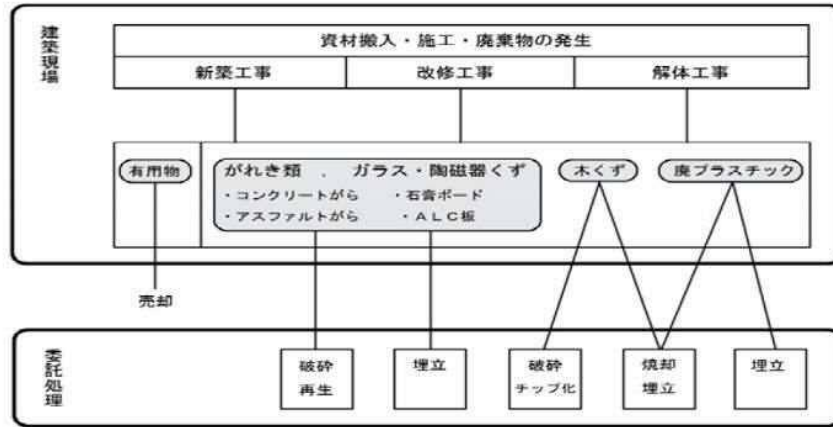 建築現場
資材搬入・施工・廃棄物の発生
新築工事
改修工事
解体工事
有用物
がれき類 . ガラス・陶磁器くず
・コンクリートがら ・石膏ボード
・アスファルトがら ・ALC板
木くず
廃プラスチック
売却
委託処理
破砕
再生
埋立
破砕
チップ化
焼却
埋立
埋立